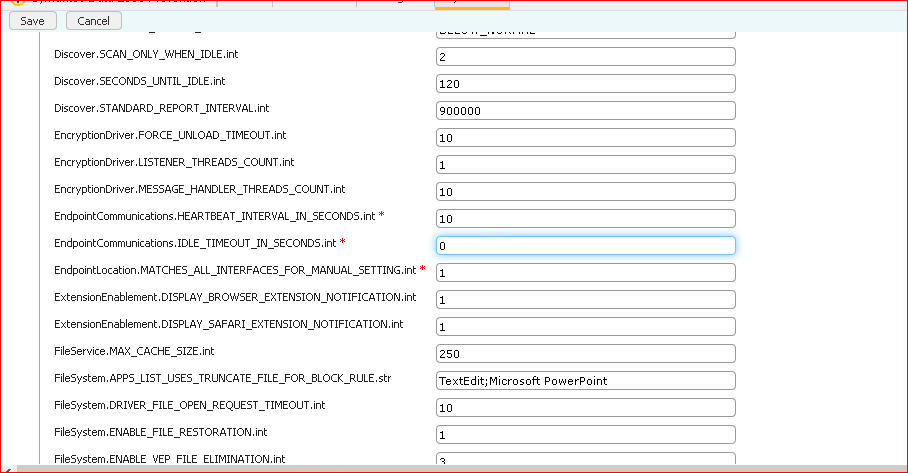 Save Cancel
Discover.SCAN_ONLY_WHEN_IDLE.int 2
Discover.SECONDS_UNTIL_IDLE.int 120
Discover.STANDARD_REPORT_INTERVAL.int 900000
EncryptionDriver.FORCE_UNLOAD_TIMEOUT.int 10
EncryptionDriver.LISTENER_THREADS_COUNT.int 1
EncryptionDriver.MESSAGE_HANDLER_THREADS_COUNT.int 10
EndpointCommunications.HEARTBEAT_INTERVAL_IN_SECONDS.int * 10
EndpointCommunications.IDLE_TIMEOUT_IN_SECONDS.int * 0
EndpointLocation.MATCHES_ALL_INTERFACES_FOR_MANUAL_SETTING.int * 1
ExtensionEnablement.DISPLAY_BROWSER_EXTENSION_NOTIFICATION.int 1
ExtensionEnablement.DISPLAY_SAFARI_EXTENSION_NOTIFICATION.int 1
FileService.MAX_CACHE_SIZE.int 250
FileSystem.APPS_LIST_USES_TRUNCATE_FILE_FOR_BLOCK_RULE.str TextEdit;Microsoft PowerPoint
FileSystem.DRIVER_FILE_OPEN_REQUEST_TIMEOUT.int 10
FileSystem.ENABLE_FILE_RESTORATION.int 1
FileSystem.ENABLE_VEP_FILE_ELIMINATION.int 3